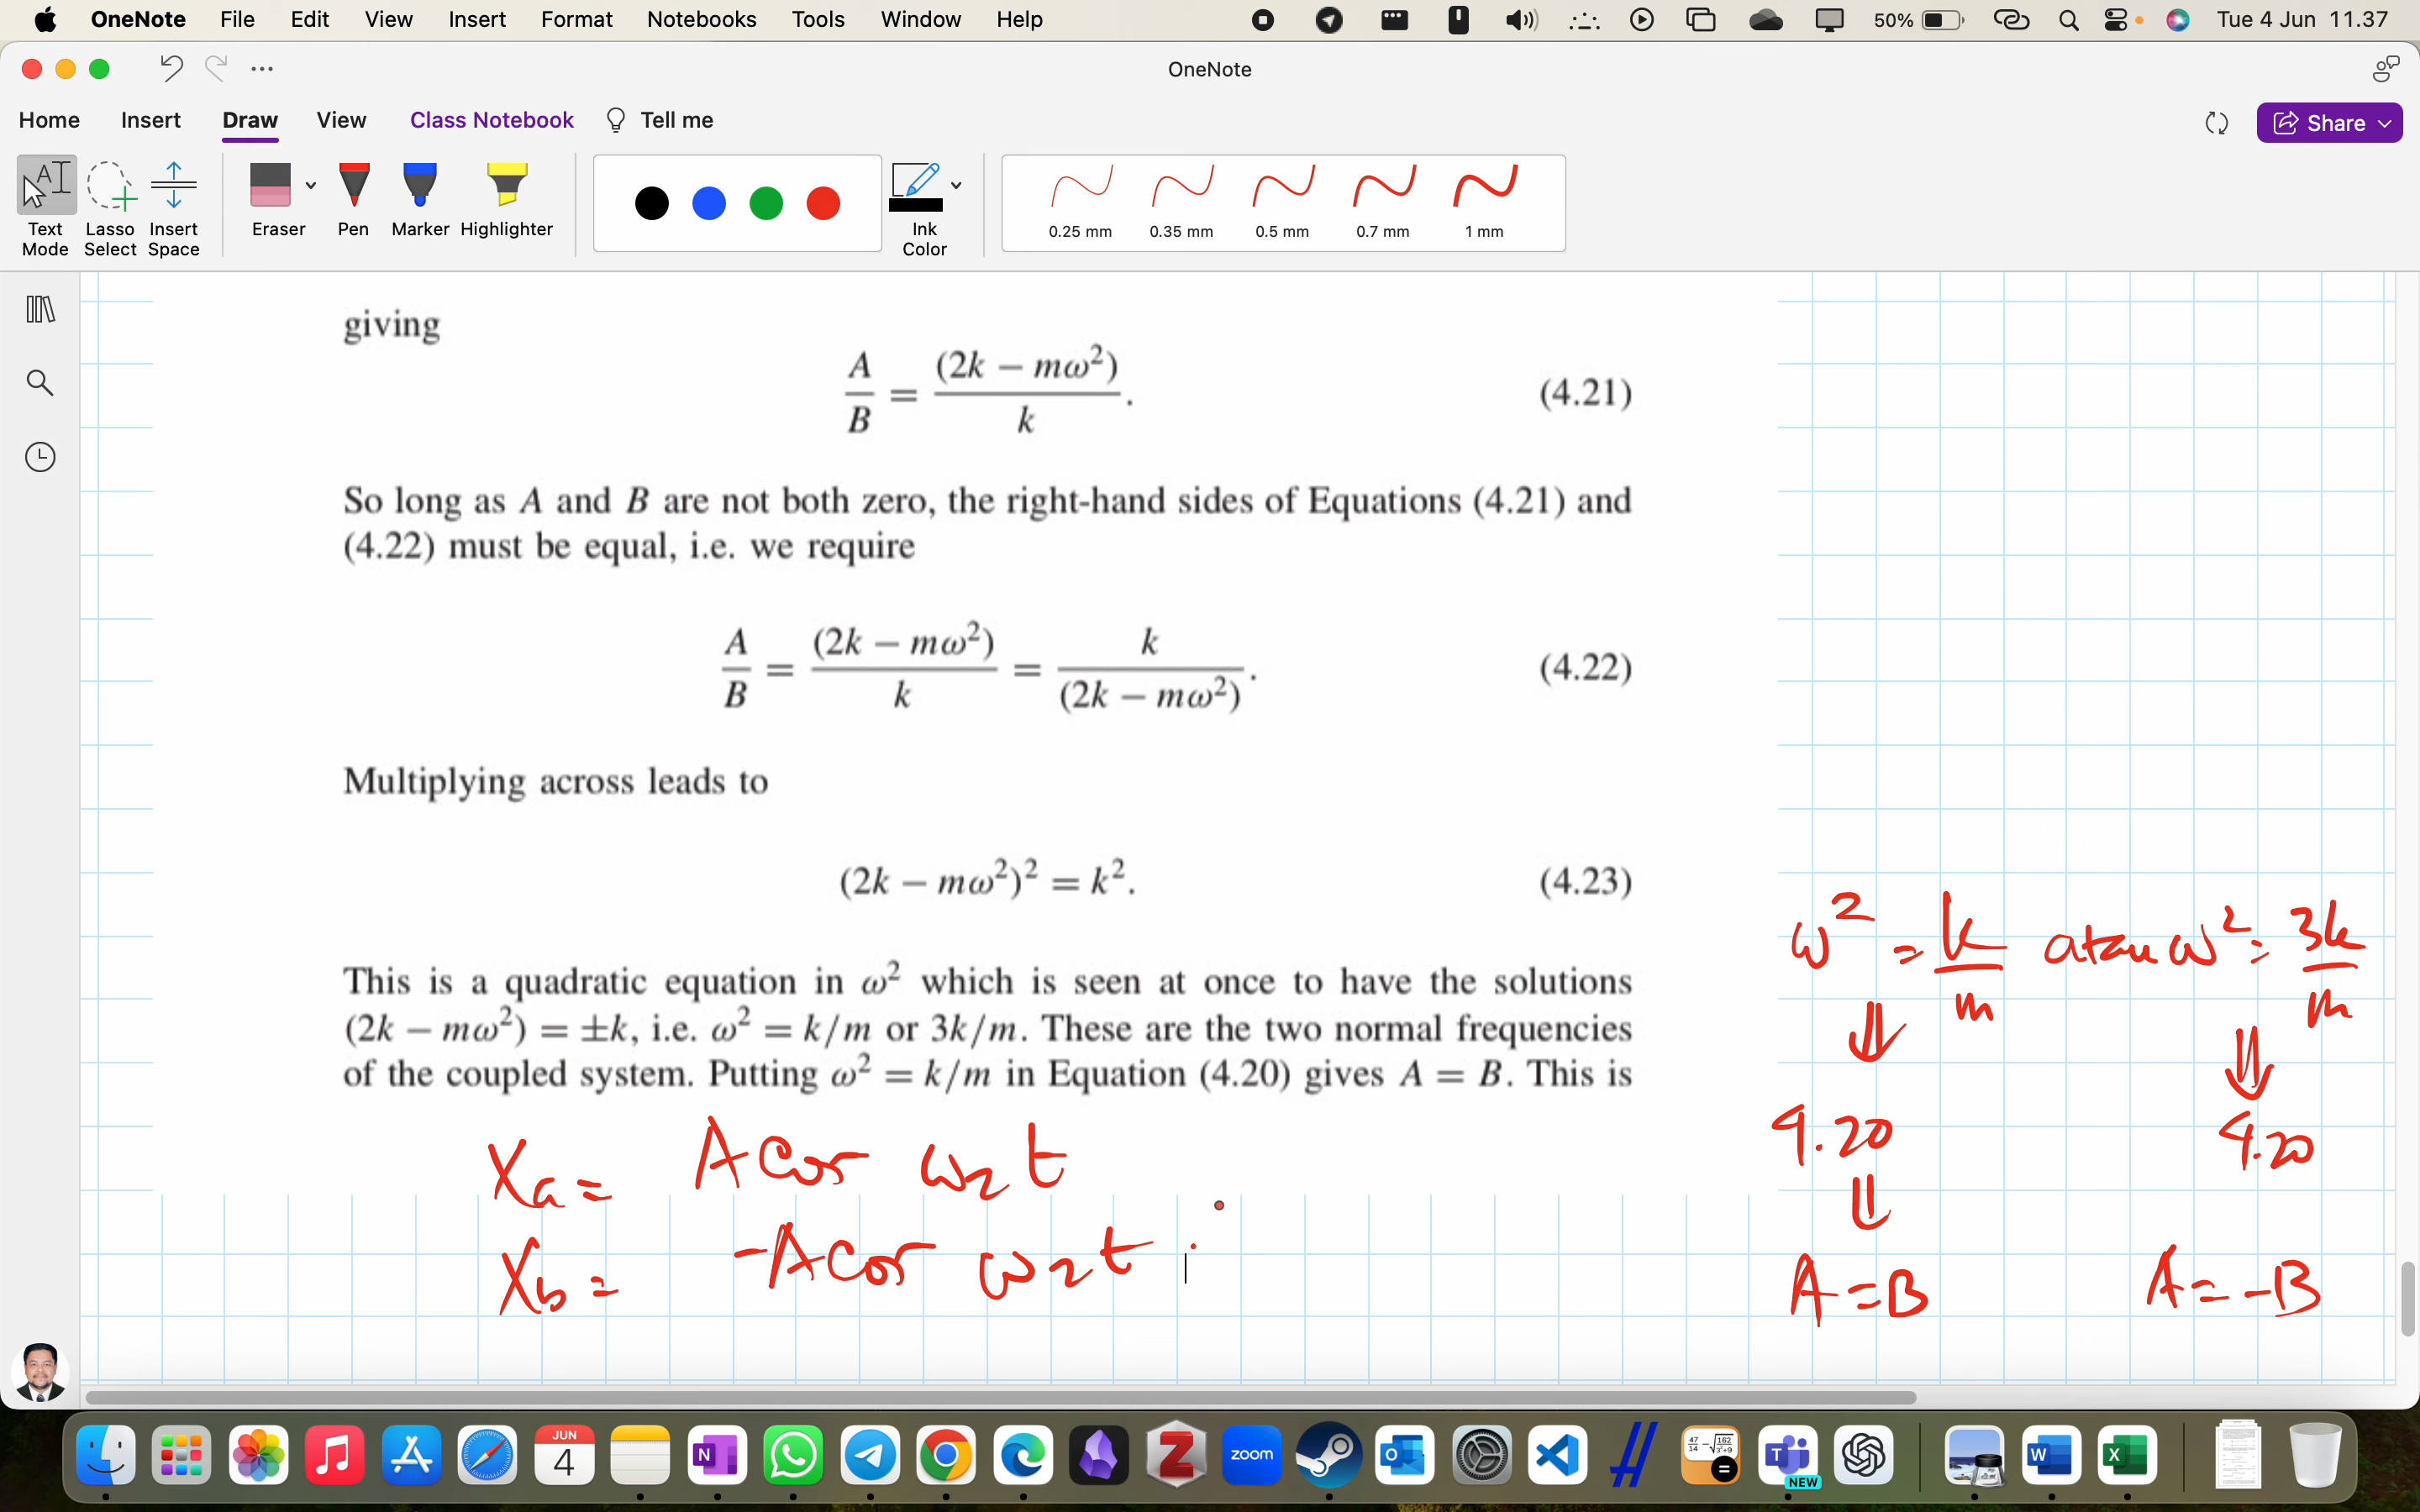 OneNote File Edit View Insert Format Notebooks Tools Window Help 50% Tue 4 Jun 11.37
OneNote
Home Insert Draw View Class Notebook Tell me Share
Text Mode Lasso Select Insert Space Eraser Pen Marker Highlighter Ink Color 0.25 mm 0.35 mm 0.5 mm 0.7 mm 1 mm
giving
A/B = (2k − mω²)/k. (4.21)
So long as A and B are not both zero, the right-hand sides of Equations (4.21) and
(4.22) must be equal, i.e. we require
A/B = (2k − mω²)/k = k/(2k − mω²). (4.22)
Multiplying across leads to
(2k − mω²)² = k². (4.23)
This is a quadratic equation in ω² which is seen at once to have the solutions
(2k − mω²) = ±k, i.e. ω² = k/m or 3k/m. These are the two normal frequencies
of the coupled system. Putting ω² = k/m in Equation (4.20) gives A = B. This is
ω² = k/m atau ω² = 3k/m
⇓ ⇓
4.20 4.20
⇓
A = B A = -B
Xa = A cos ω2 t
Xb = -A cos ω2 t
JUN
4
zoom
NEW